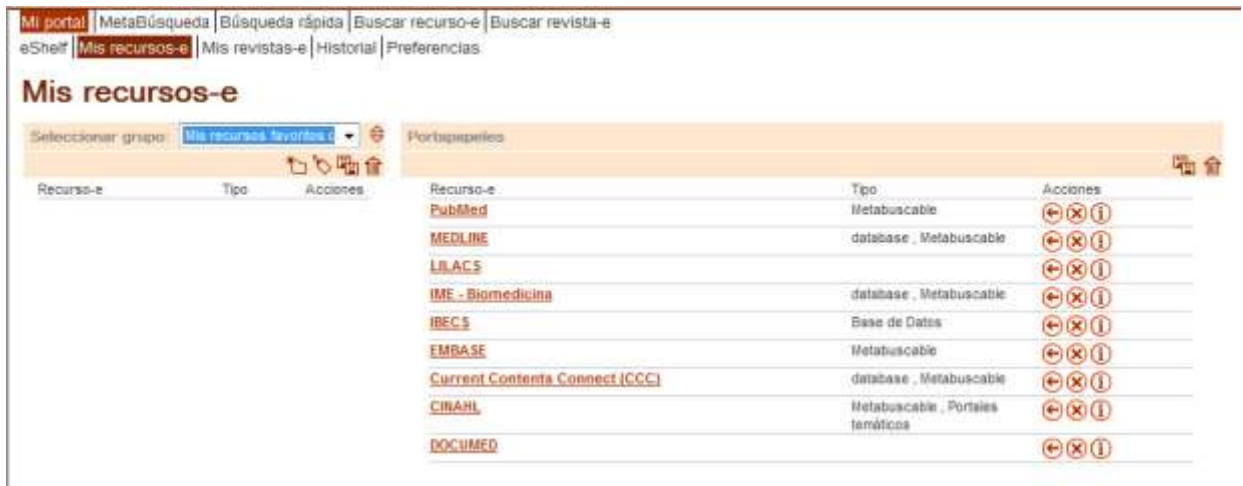 Mi portal MetaBúsqueda Búsqueda rápida Buscar recurso-e Buscar revista-e
eShelf Mis recursos-e Mis revistas-e Historial Preferencias
Mis recursos-e
Seleccionar grupo: Mis recursos favoritos Portapapeles
Recurso-e Tipo Acciones Recurso-e Tipo Acciones
PubMed Metabuscable
MEDLINE database , Metabuscable
LILACS
IME - Biomedicina database , Metabuscable
IBECS Base de Datos
EMBASE Metabuscable
Current Contents Connect (CCC) database , Metabuscable
CINAHL Metabuscable , Portales
temáticos
DOCUMED